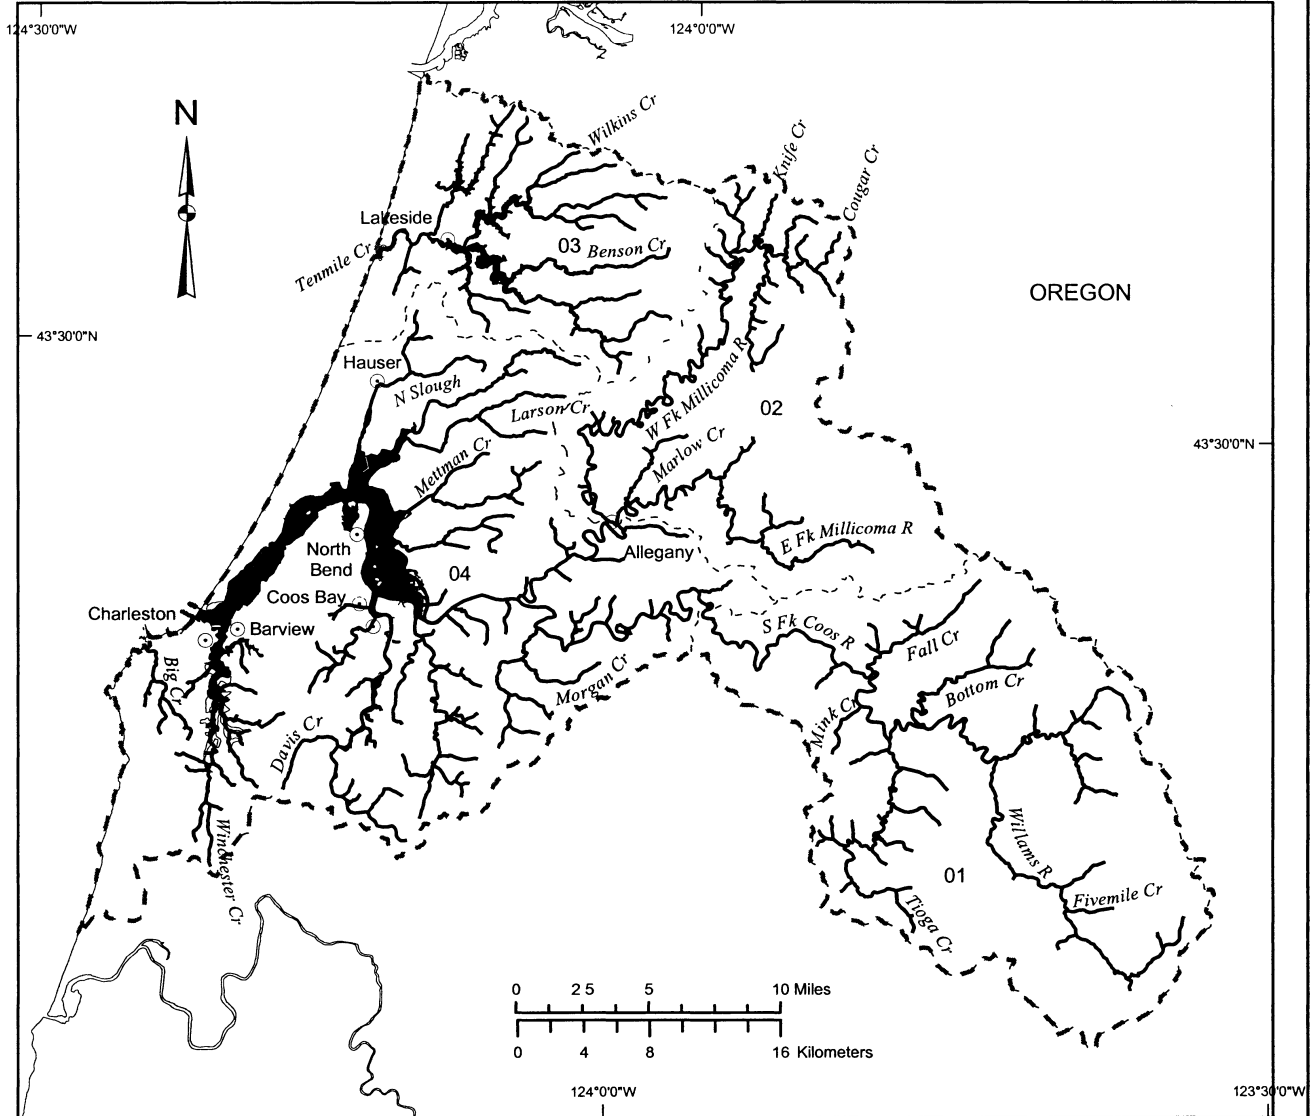 124°30'0"W
124°0'0"W
N
Wilkins Cr
Knife Cr
Cougar Cr
Lakeside
03
Benson Cr
Tenmile Cr
OREGON
43°30'0"N
Hauser
N Slough
W Fk Millicoma R
Larson Cr
02
Marlow Cr
43°30'0"N
Mettman Cr
E Fk Millicoma R
North
Bend
Allegany
04
Coos Bay
Charleston
Barview
S Fk Coos R
Fall Cr
Big Cr
Morgan Cr
Bottom Cr
Mink Cr
Davis Cr
Winchester Cr
Willams R
01
Fivemile Cr
Tioga Cr
0 2 5 5 10 Miles
0 4 8 16 Kilometers
124°0'0"W
123°30'0"W